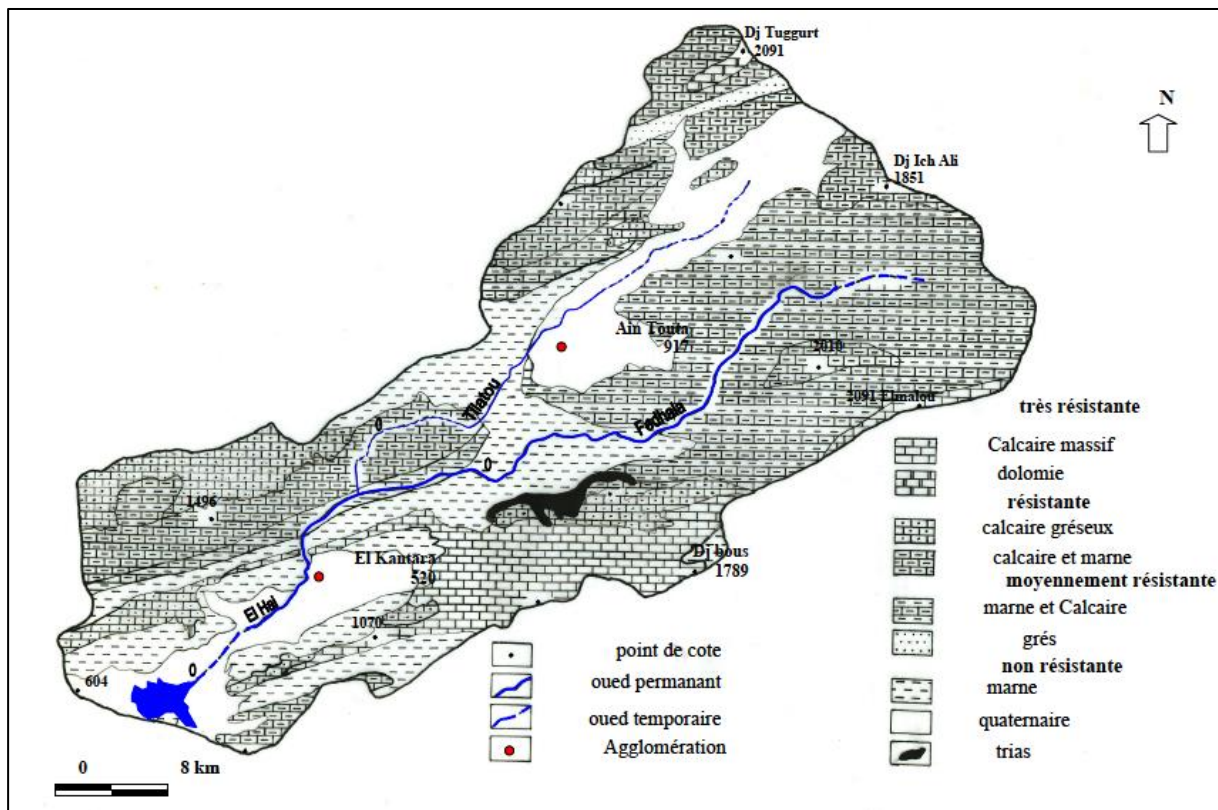 Dj Tuggurt
2091
N
Dj Ich Ali
1851
Ain Touta
917
2010
2091 Elmalou
Tilatou
Fedhala
0
0
1496
El Kantara
520
Dj bous
1789
El Hai
1070
0
604
très résistante
Calcaire massif
dolomie
résistante
calcaire gréseux
calcaire et marne
moyennement résistante
marne et Calcaire
grés
non résistante
marne
quaternaire
trias
point de cote
oued permanant
oued temporaire
Agglomération
0 8 km